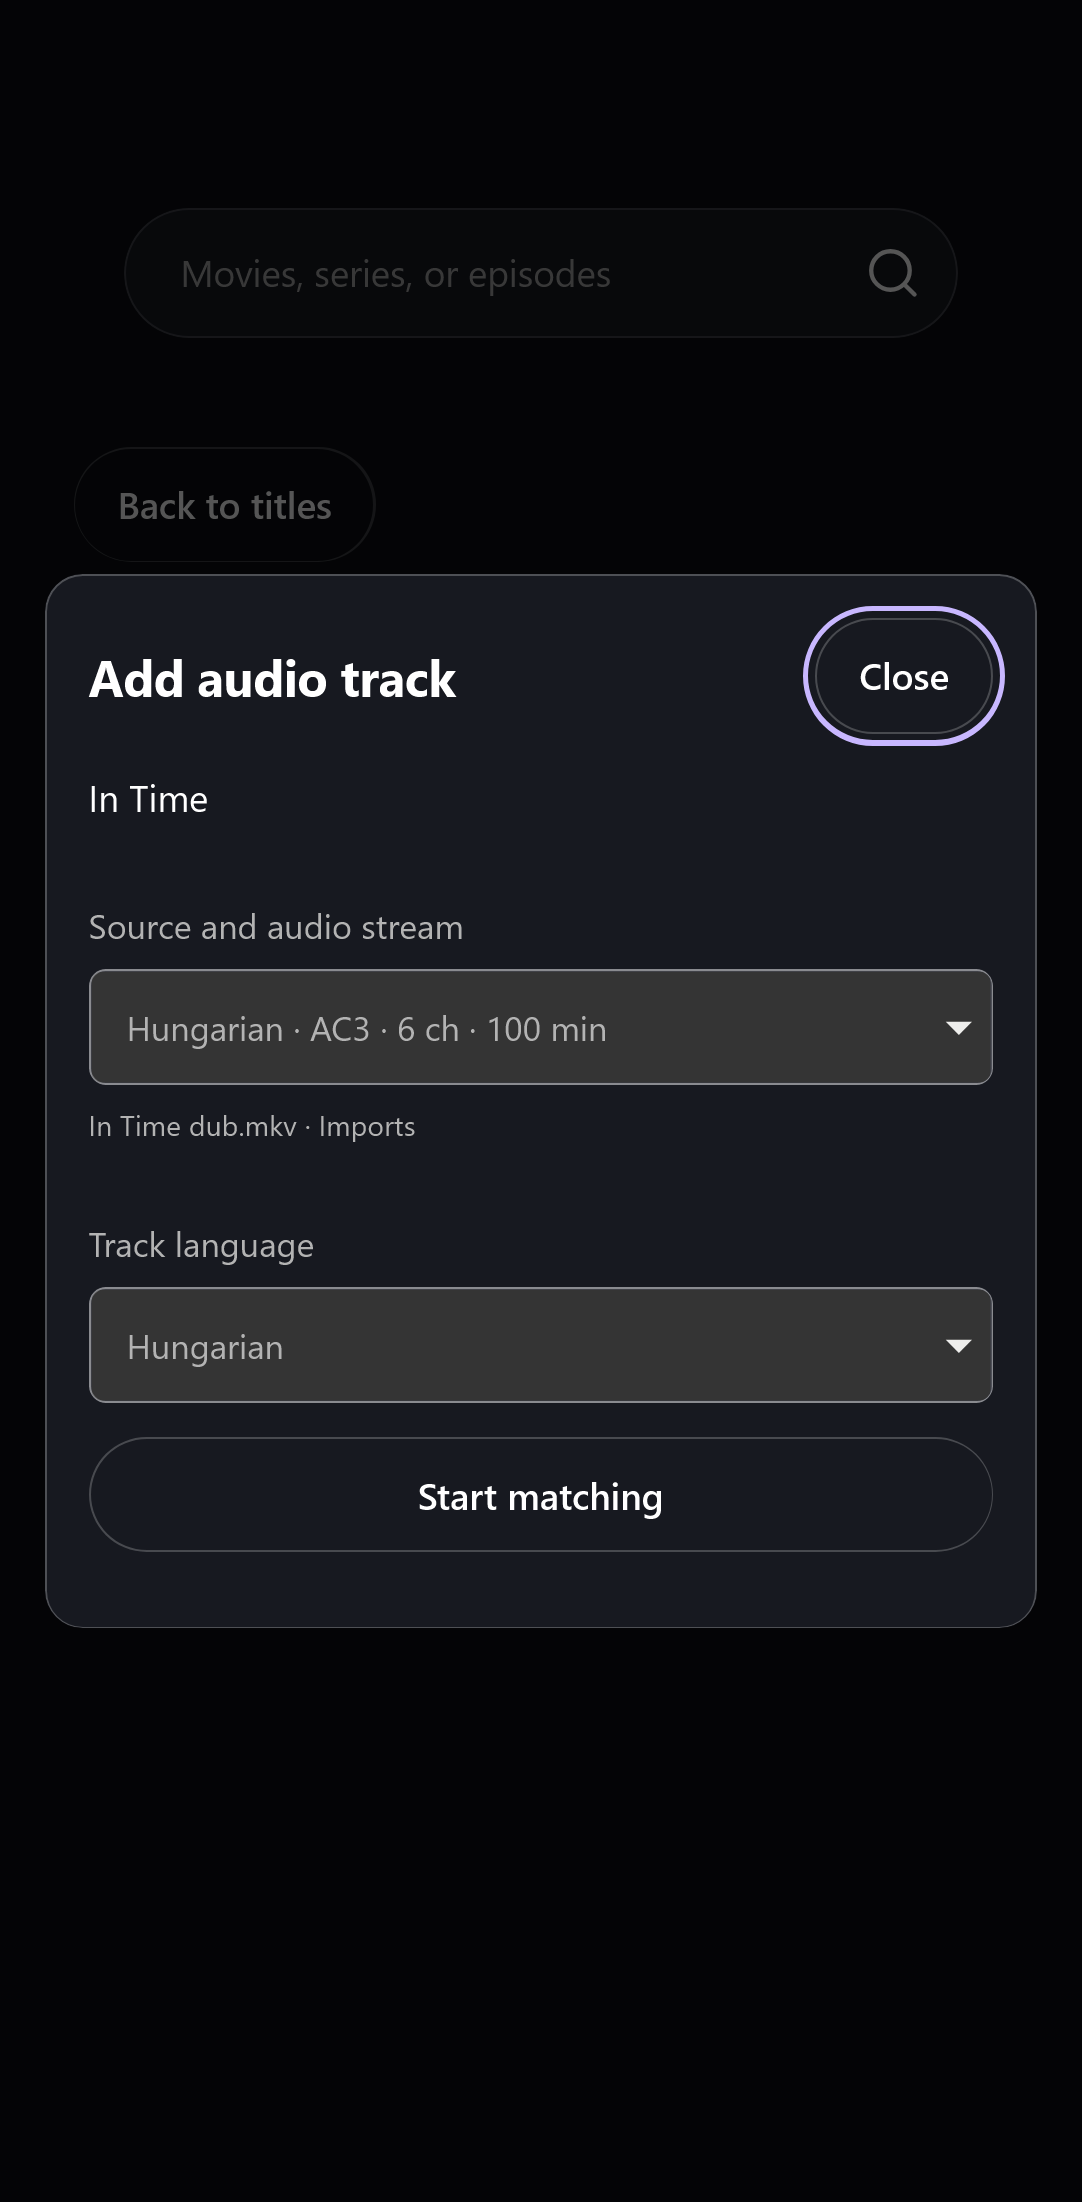 Movies, series, or episodes
Back to titles
Add audio track
Close
In Time
Source and audio stream
Hungarian · AC3 · 6 ch · 100 min
In Time dub.mkv · Imports
Track language
Hungarian
Start matching